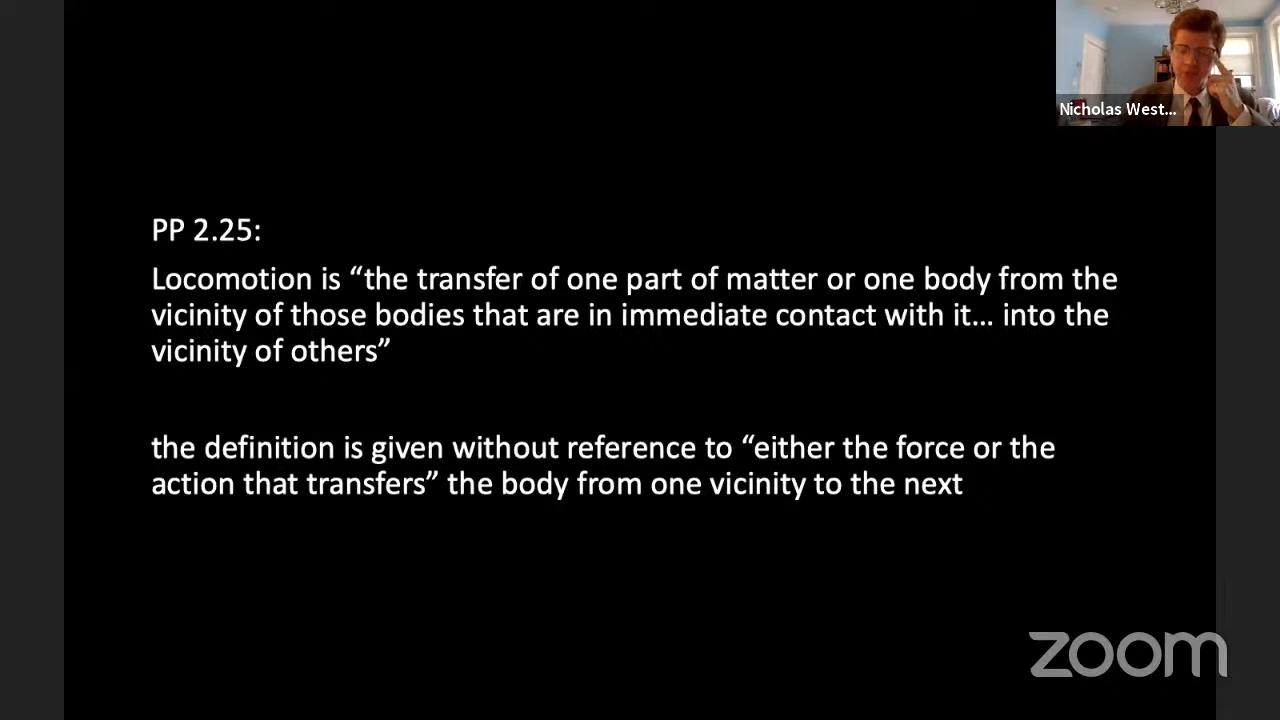 Nicholas West...
PP 2.25:
Locomotion is “the transfer of one part of matter or one body from the
vicinity of those bodies that are in immediate contact with it... into the
vicinity of others”
the definition is given without reference to “either the force or the
action that transfers” the body from one vicinity to the next
zoom